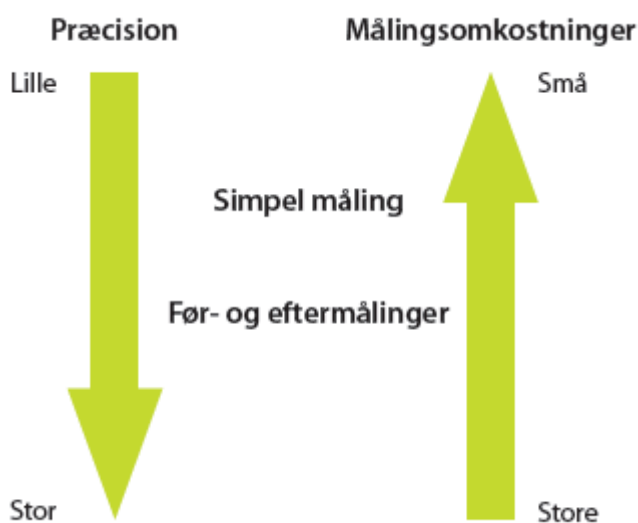 Præcision
Målingsomkostninger
Lille
Små
Simpel måling
Før- og eftermålinger
Stor
Store